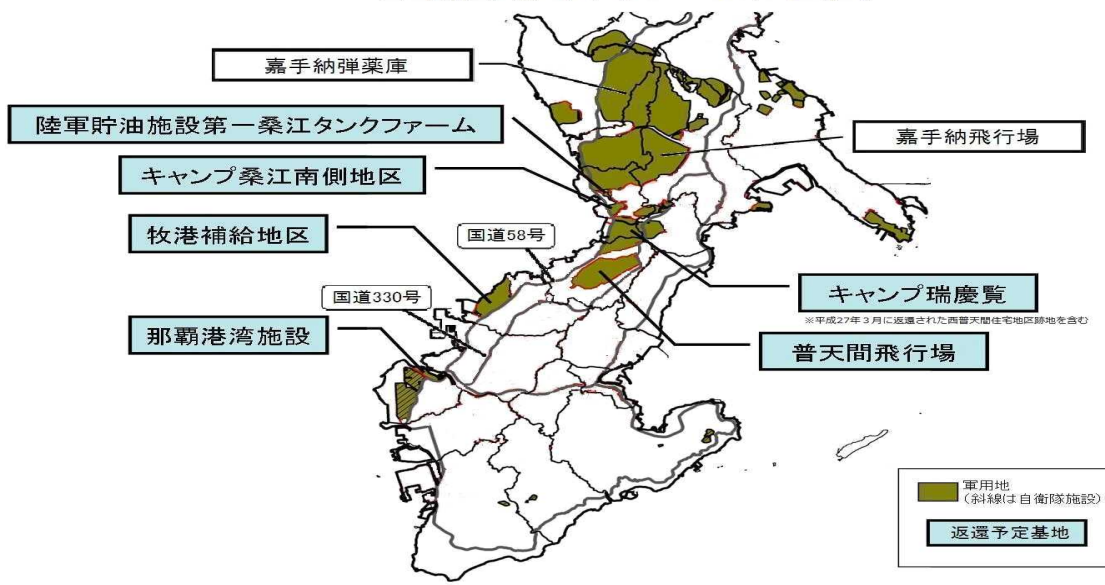 嘉手納弾薬庫
陸軍貯油施設第一桑江タンクファーム
嘉手納飛行場
キャンプ桑江南側地区
牧港補給地区
国道58号
キャンプ瑞慶覧
※平成27年3月に返還された西普天間住宅地区跡地を含む
国道330号
那覇港湾施設
普天間飛行場
軍用地
(斜線は自衛隊施設)
返還予定基地